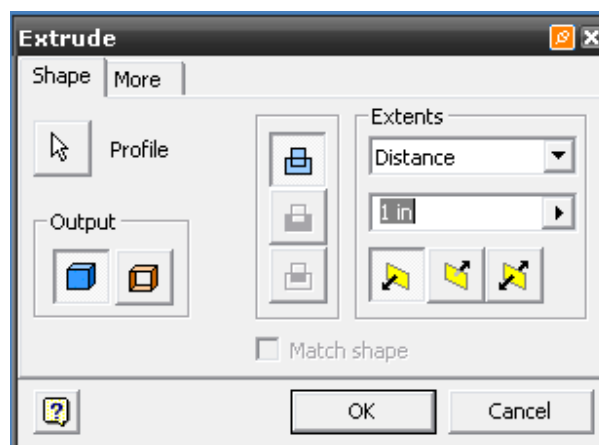 Extrude
Shape
More
Profile
Output
Extents
Distance
1 in
Match shape
?
OK
Cancel